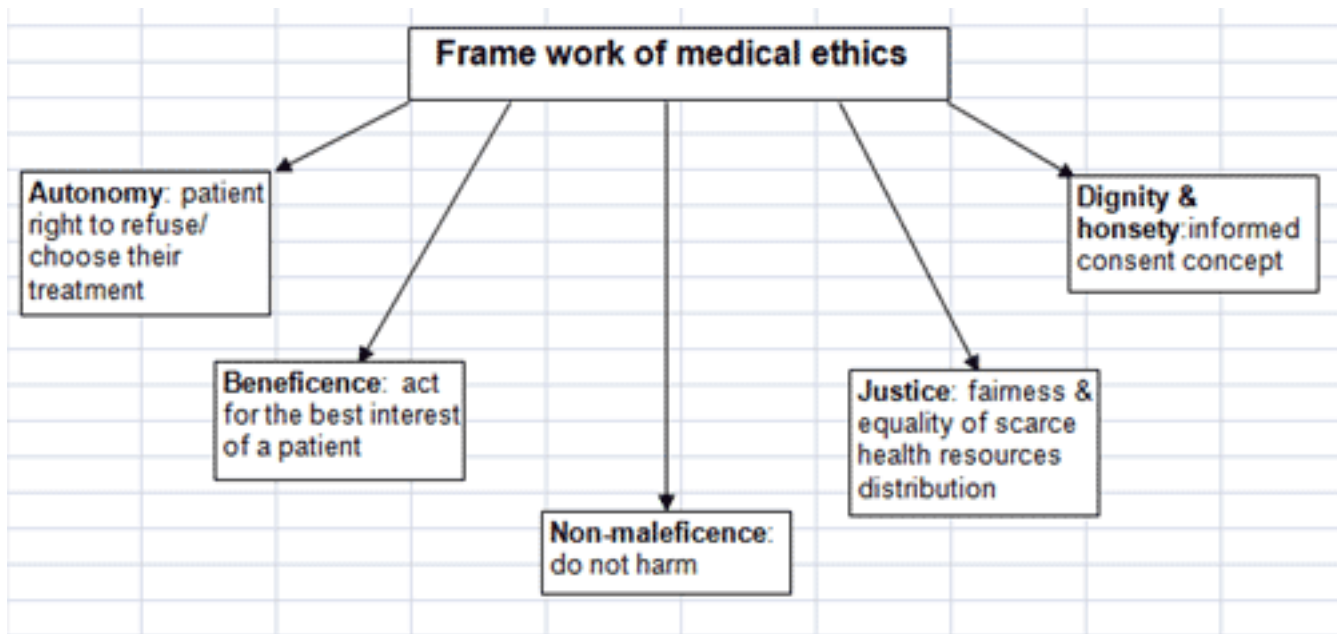 Frame work of medical ethics
Autonomy: patient
right to refuse/
choose their
treatment
Dignity &
honsety:informed
consent concept
Beneficence: act
for the best interest
of a patient
Justice: fairness &
equality of scarce
health resources
distribution
Non-maleficence:
do not harm